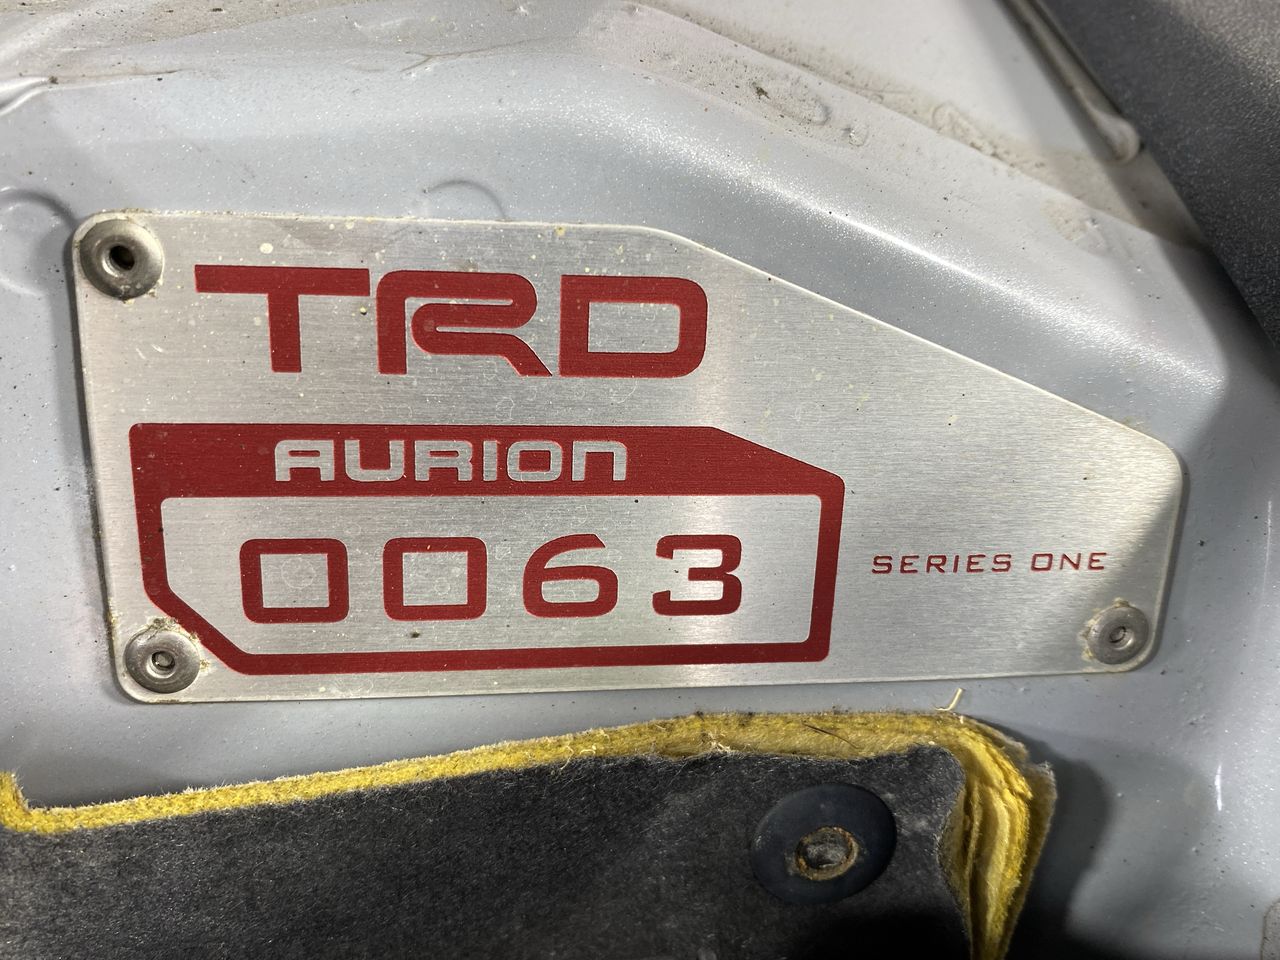 TRD
AURION
0063
SERIES ONE